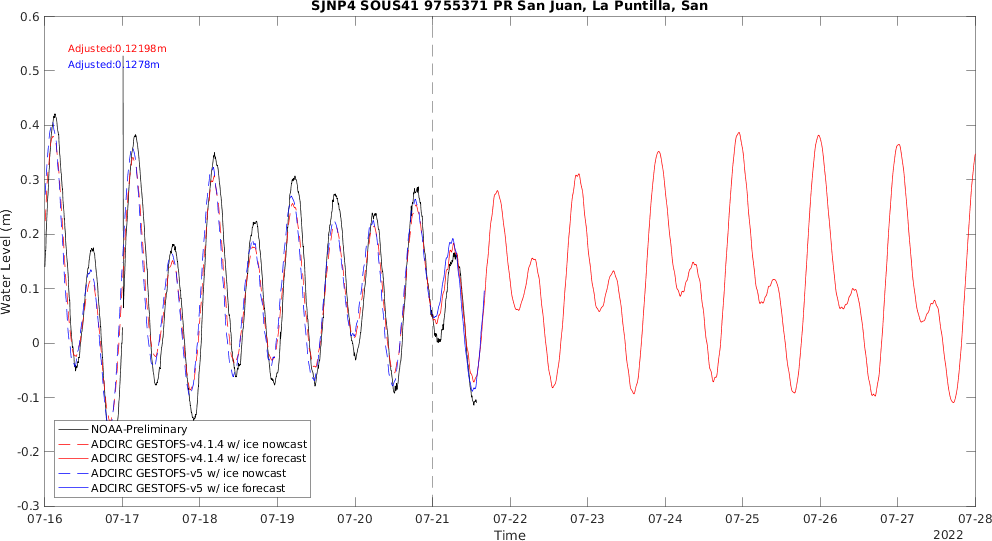 SJNP4 SOUS41 9755371 PR San Juan, La Puntilla, San
0.6
0.5
0.4
0.3
0.2
0.1
0
-0.1
-0.2
-0.3
Water Level (m)
Adjusted:0.12198m
Adjusted:0.1278m
NOAA-Preliminary
ADCIRC GESTOFS-v4.1.4 w/ ice nowcast
ADCIRC GESTOFS-v4.1.4 w/ ice forecast
ADCIRC GESTOFS-v5 w/ ice nowcast
ADCIRC GESTOFS-v5 w/ ice forecast
07-16 07-17 07-18 07-19 07-20 07-21 07-22 07-23 07-24 07-25 07-26 07-27 07-28
Time
2022